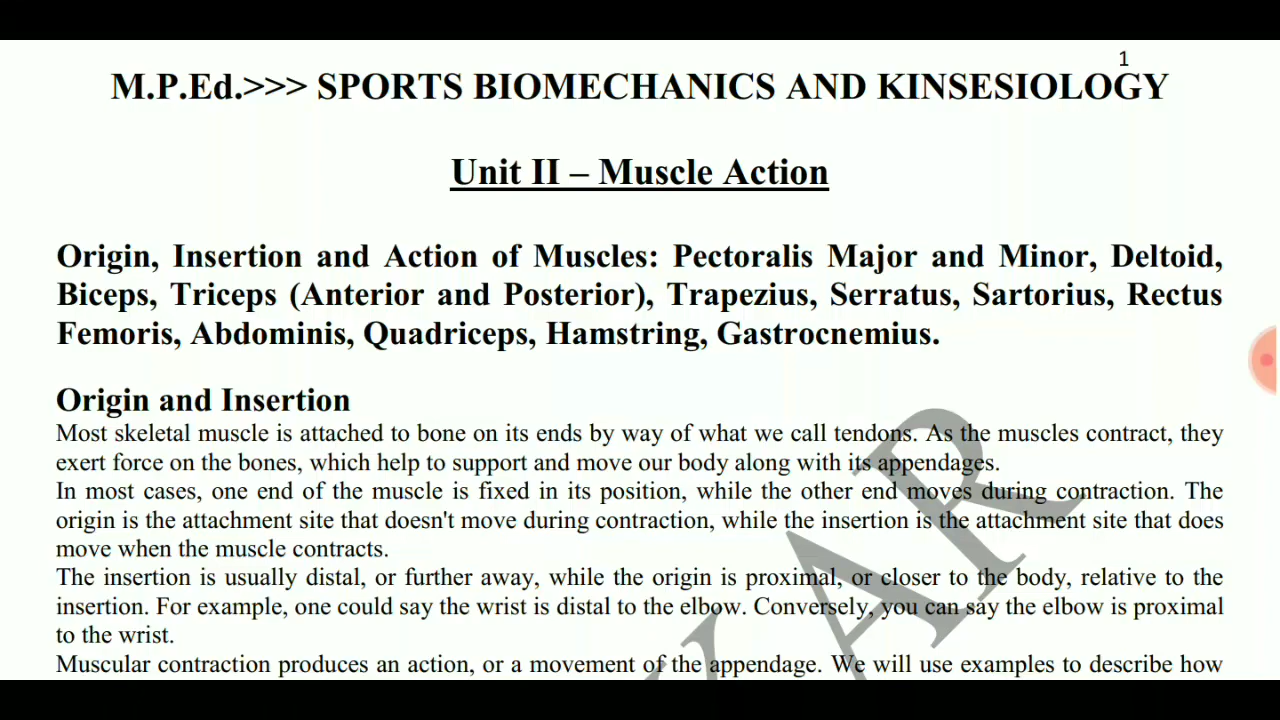 1
M.P.Ed.>>> SPORTS BIOMECHANICS AND KINSESIOLOGY
Unit II – Muscle Action
Origin, Insertion and Action of Muscles: Pectoralis Major and Minor, Deltoid,
Biceps, Triceps (Anterior and Posterior), Trapezius, Serratus, Sartorius, Rectus
Femoris, Abdominis, Quadriceps, Hamstring, Gastrocnemius.
Origin and Insertion
Most skeletal muscle is attached to bone on its ends by way of what we call tendons. As the muscles contract, they
exert force on the bones, which help to support and move our body along with its appendages.
In most cases, one end of the muscle is fixed in its position, while the other end moves during contraction. The
origin is the attachment site that doesn't move during contraction, while the insertion is the attachment site that does
move when the muscle contracts.
The insertion is usually distal, or further away, while the origin is proximal, or closer to the body, relative to the
insertion. For example, one could say the wrist is distal to the elbow. Conversely, you can say the elbow is proximal
to the wrist.
Muscular contraction produces an action, or a movement of the appendage. We will use examples to describe how